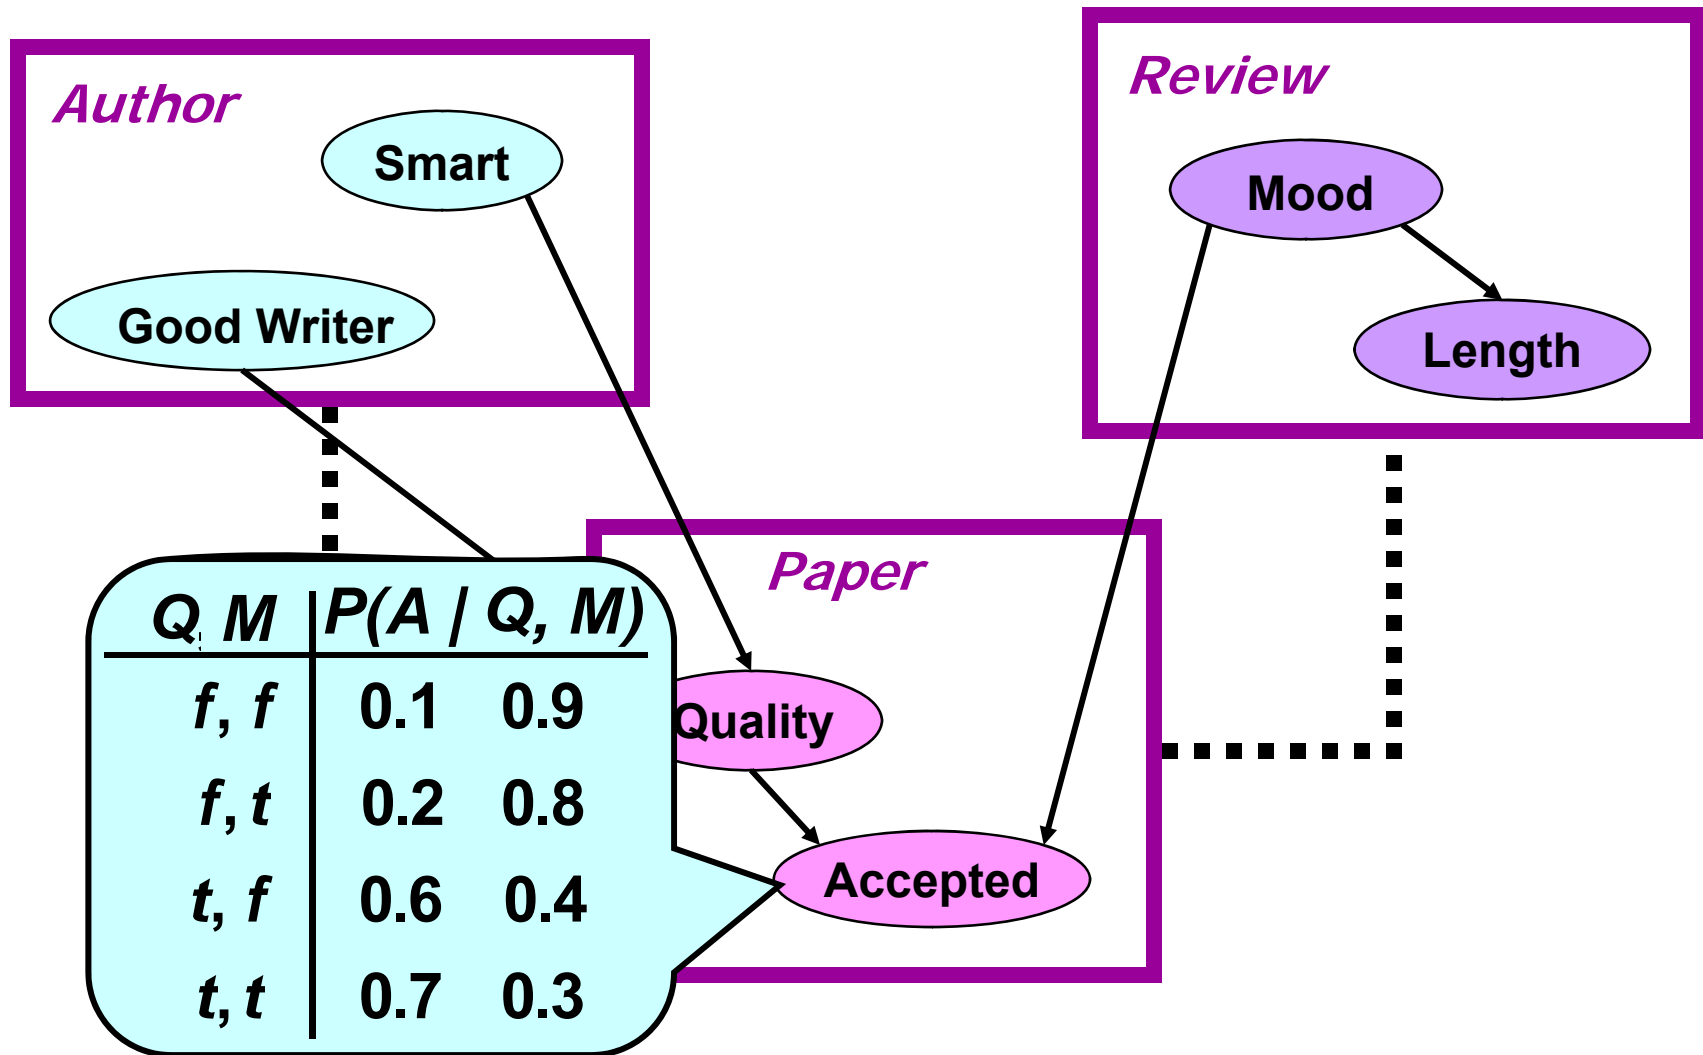 Author
Smart
Good Writer
Review
Mood
Length
Paper
Quality
Accepted
Q, M P(A | Q, M)
f, f 0.1 0.9
f, t 0.2 0.8
t, f 0.6 0.4
t, t 0.7 0.3